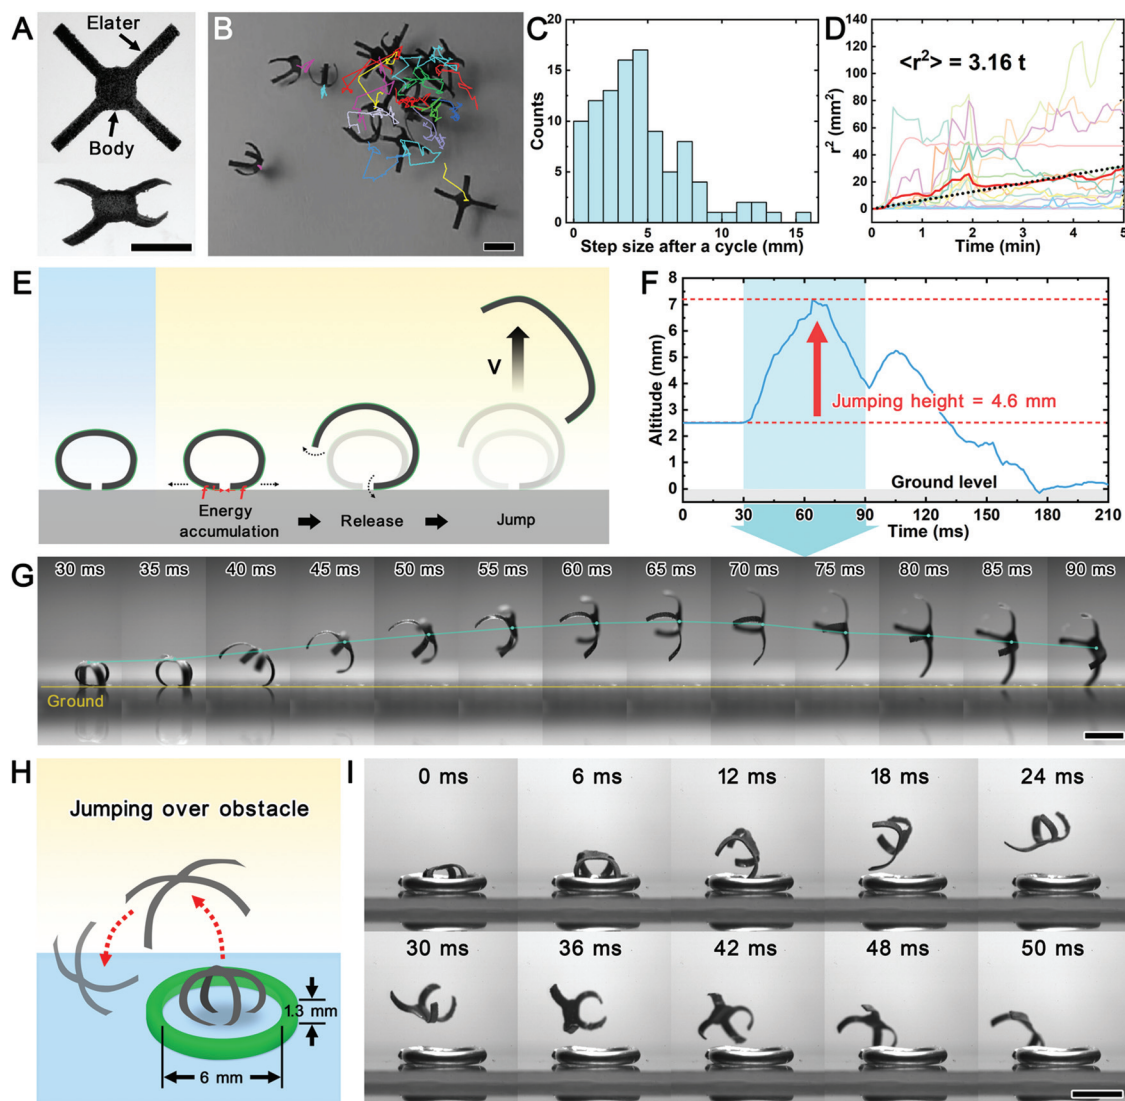 A
Elater
Body
B
C
Counts
20
15
10
5
0
0
5
10
15
Step size after a cycle (mm)
D
<r²> = 3.16 t
r² (mm²)
140
120
100
80
60
40
20
0
0
1
2
3
4
5
Time (min)
E
V
Energy
accumulation
Release
Jump
F
Altitude (mm)
8
7
6
5
4
3
2
1
0
Jumping height = 4.6 mm
Ground level
0
30
60
90
120
150
180
210
Time (ms)
G
30 ms
35 ms
40 ms
45 ms
50 ms
55 ms
60 ms
65 ms
70 ms
75 ms
80 ms
85 ms
90 ms
Ground
H
Jumping over obstacle
1.3 mm
6 mm
I
0 ms
6 ms
12 ms
18 ms
24 ms
30 ms
36 ms
42 ms
48 ms
50 ms